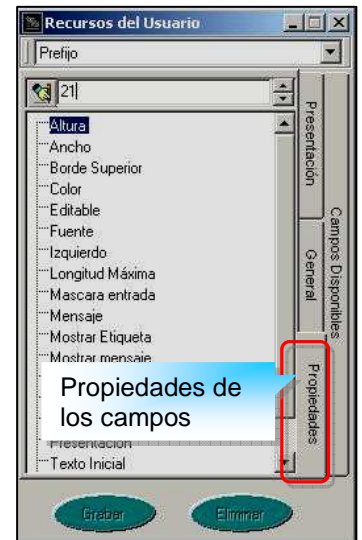 Recursos del Usuario
Prefijo
21
Altura
Ancho
Borde Superior
Color
Editable
Fuente
Izquierdo
Longitud Máxima
Mascara entrada
Mensaje
Mostrar Etiqueta
Mostrar mensaje
Presentación
Texto Inicial
Propiedades de
los campos
Presentación
General
Propiedades
Campos Disponibles
Grabar
Eliminar